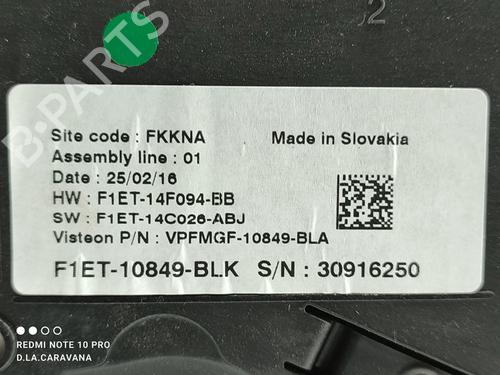 2
B-PARTS
Site code : FKKNA
Made in Slovakia
Assembly line : 01
Date : 25/02/16
HW : F1ET-14F094-BB
SW : F1ET-14C026-ABJ
Visteon P/N : VPFMGF-10849-BLA
F1ET-10849-BLK S/N : 30916250
REDMI NOTE 10 PRO
D.LA.CARAVANA